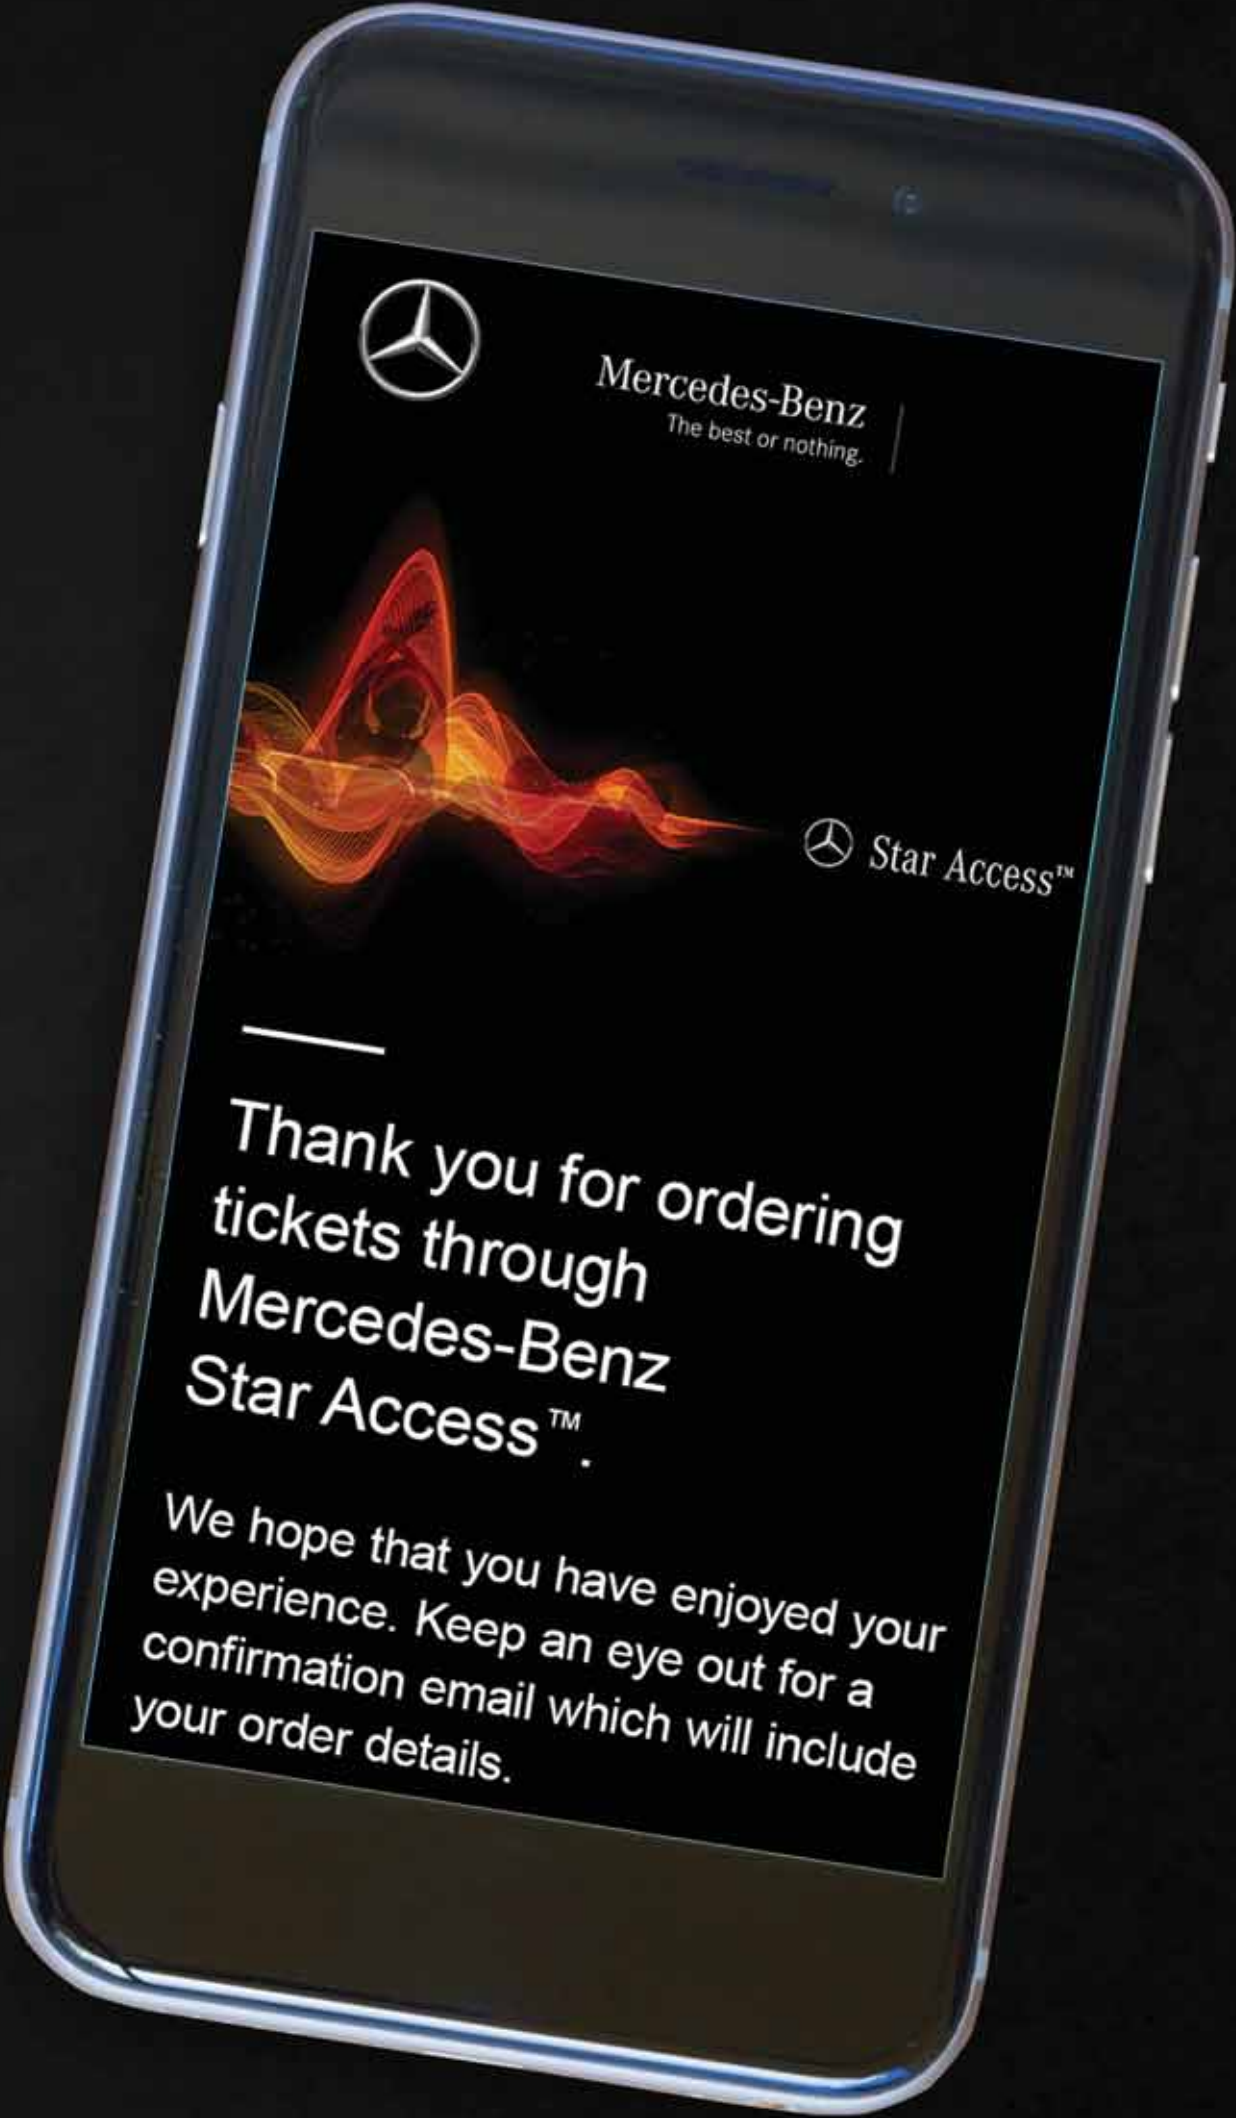 Mercedes-Benz
The best or nothing.
Star Access™
Thank you for ordering
tickets through
Mercedes-Benz
Star Access™.
We hope that you have enjoyed your
experience. Keep an eye out for a
confirmation email which will include
your order details.